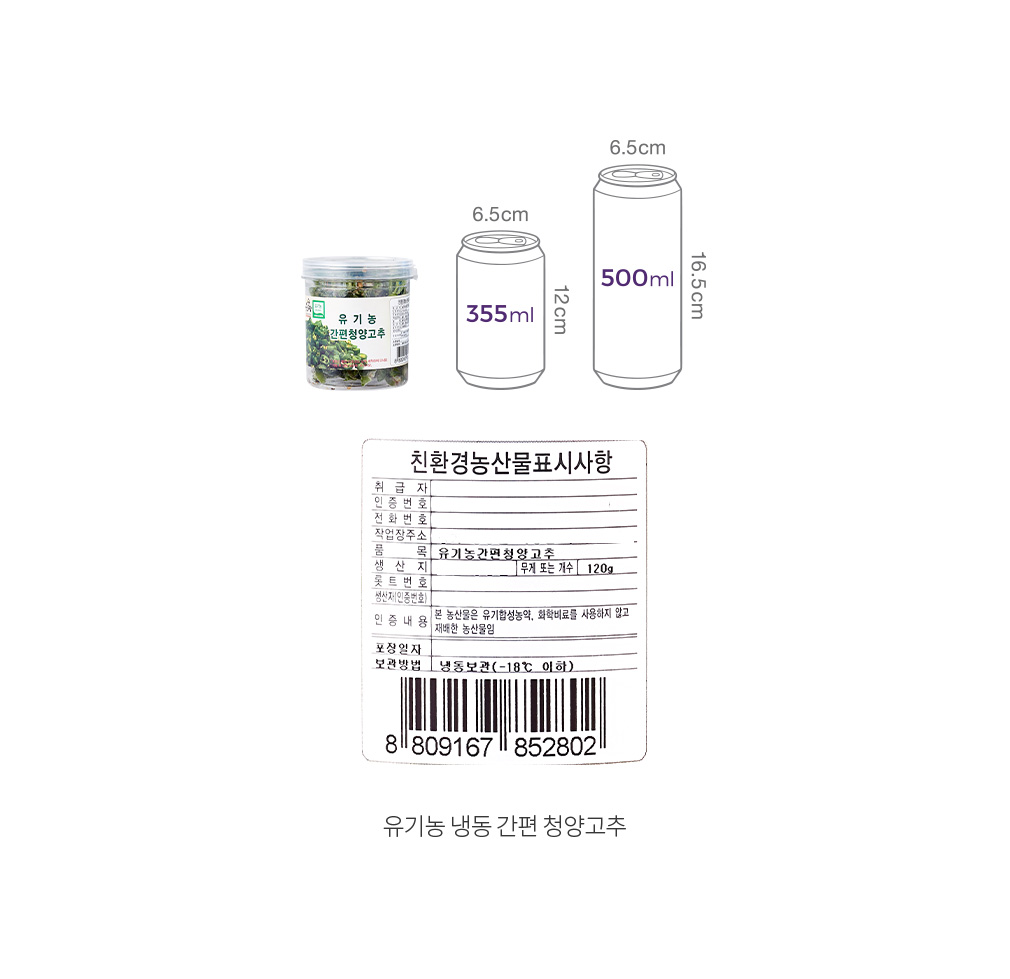 6.5cm
6.5cm
16.5cm
500ml
12cm
355ml
유기농
간편청양고추
친환경농산물표시사항
취급자
인증번호
전화번호
작업장주소
품목 유기농간편청양고추
생산지 무게 또는 개수 120g
롯트번호
생산자(인증번호)
인증내용 본 농산물은 유기합성농약, 화학비료를 사용하지 않고
재배한 농산물임
포장일자
보관방법 냉동보관(-18℃ 이하)
8 809167 852802
유기농 냉동 간편 청양고추